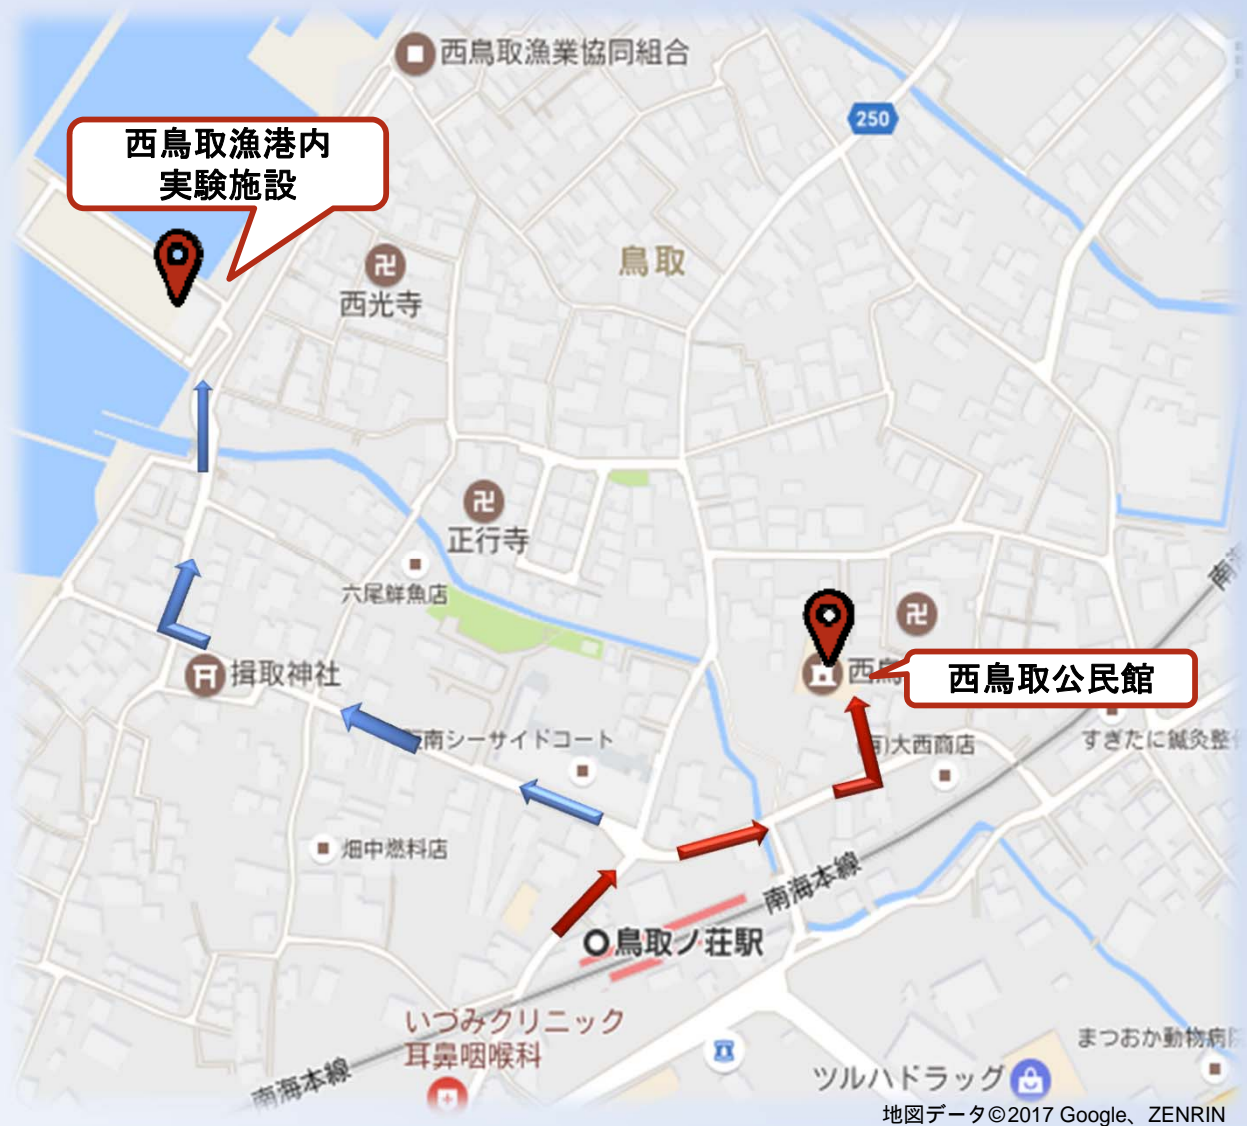 西鳥取漁業協同組合
250
西鳥取漁港内
実験施設
鳥取
西光寺
正行寺
六尾鮮魚店
揖取神社
西鳥
西鳥取公民館
南シーサイドコート
有)大西商店
すぎたに鍼灸整
畑中燃料店
南海本線
鳥取ノ荘駅
いづみクリニック
耳鼻咽喉科
南海本線
まつおか動物病院
ツルハドラッグ
地図データ©2017 Google、ZENRIN